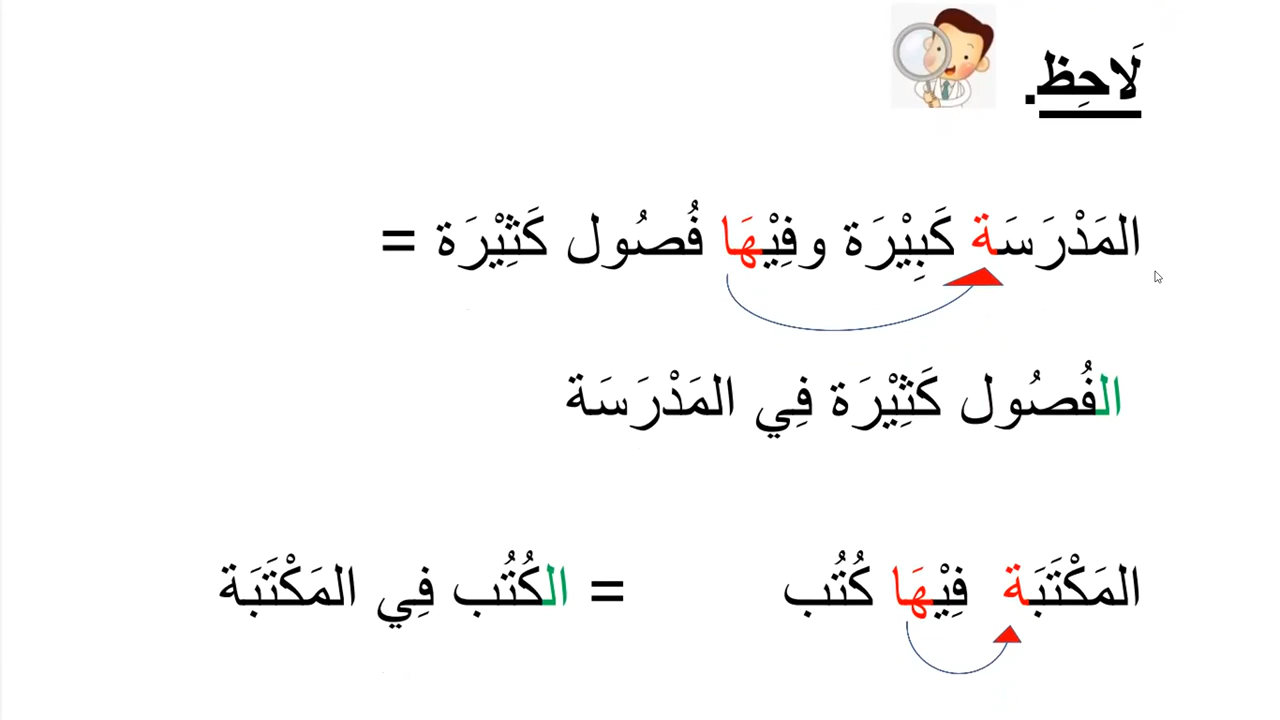 لَاحِظ.
المَدْرَسَة كَبِيْرَة وفِيْهَا فُصُول كَثِيْرَة =
الفُصُول كَثِيْرَة فِي المَدْرَسَة
المَكْتَبَة فِيْهَا كُتُب = الكُتُب فِي المَكْتَبَة